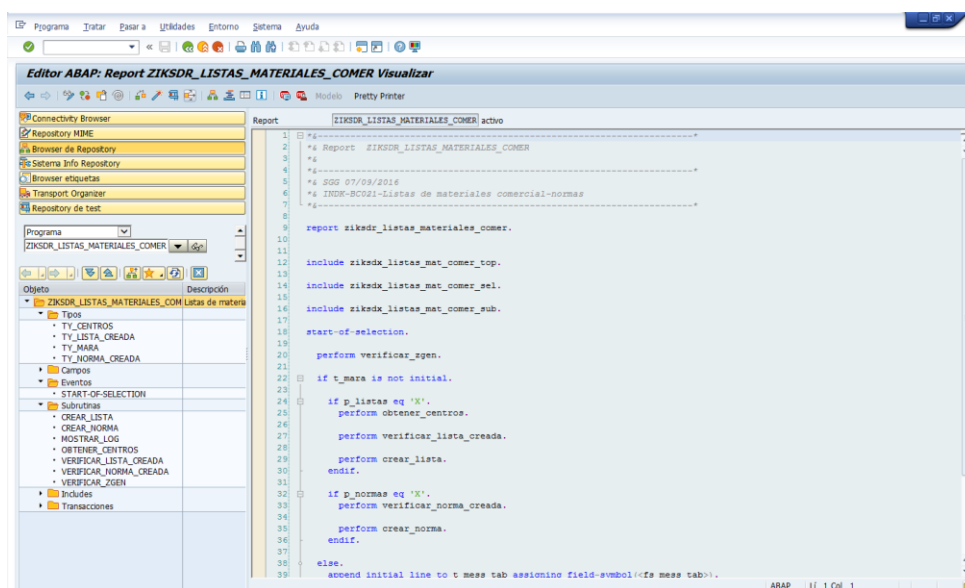 Programa Tratar Pasar a Utilidades Entorno Sistema Ayuda
Editor ABAP: Report ZIKSDR_LISTAS_MATERIALES_COMER Visualizar
Modelo Pretty Printer
Connectivity Browser
Repository MIME
Browser de Repository
Sistema Info Repository
Browser etiquetas
Transport Organizer
Repository de test
Programa
ZIKSDR_LISTAS_MATERIALES_COMER
Objeto Descripción
ZIKSDR_LISTAS_MATERIALES_COM Listas de materia
Tipos
TY_CENTROS
TY_LISTA_CREADA
TY_MARA
TY_NORMA_CREADA
Campos
Eventos
START-OF-SELECTION
Subrutinas
CREAR_LISTA
CREAR_NORMA
MOSTRAR_LOG
OBTENER_CENTROS
VERIFICAR_LISTA_CREADA
VERIFICAR_NORMA_CREADA
VERIFICAR_ZGEN
Includes
Transacciones
Report ZIKSDR_LISTAS_MATERIALES_COMER activo
1 *&---------------------------------------------------------------------*
2 *& Report ZIKSDR_LISTAS_MATERIALES_COMER
3 *&
4 *&---------------------------------------------------------------------*
5 *& SGG 07/09/2016
6 *& INDK-BC021-Listas de materiales comercial-normas
7 *&---------------------------------------------------------------------*
8
9 report ziksdr_listas_materiales_comer.
10
11
12 include ziksdx_listas_mat_comer_top.
13
14 include ziksdx_listas_mat_comer_sel.
15
16 include ziksdx_listas_mat_comer_sub.
17
18 start-of-selection.
19
20 perform verificar_zgen.
21
22 if t_mara is not initial.
23
24 if p_listas eq 'X'.
25 perform obtener_centros.
26
27 perform verificar_lista_creada.
28
29 perform crear_lista.
30 endif.
31
32 if p_normas eq 'X'.
33 perform verificar_norma_creada.
34
35 perform crear_norma.
36 endif.
37
38 else.
39 append initial line to t_mess_tab assigning field-symbol(<fs_mess_tab>).
ABAP Lí. 1 Col. 1